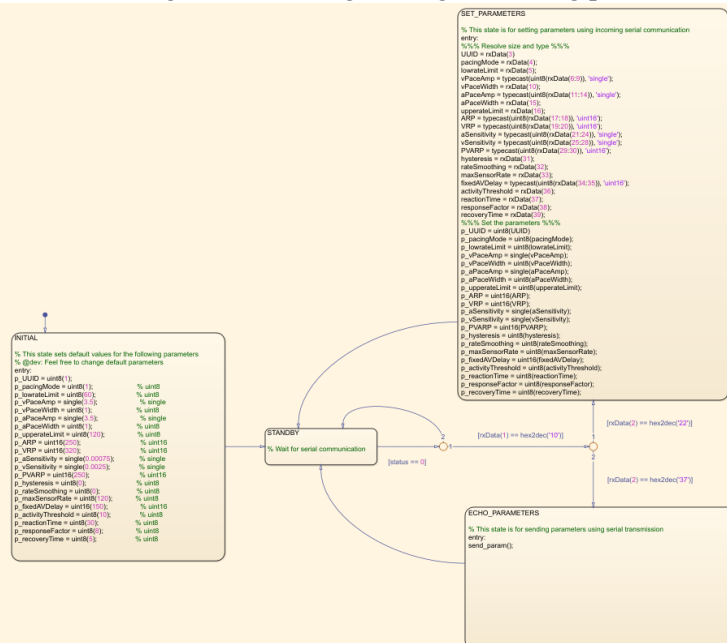 SET_PARAMETERS
% This state is for setting parameters using incoming serial communication
entry:
%%% Resolve size and type %%%
UUID = rxData(3)
pacingMode = rxData(4);
lowrateLimit = rxData(5);
vPaceAmp = typecast(uint8(rxData(6:9)), 'single');
vPaceWidth = rxData(10);
aPaceAmp = typecast(uint8(rxData(11:14)), 'single');
aPaceWidth = rxData(15);
upperateLimit = rxData(16);
ARP = typecast(uint8(rxData(17:18)), 'uint16');
VRP = typecast(uint8(rxData(19:20)), 'uint16');
aSensitivity = typecast(uint8(rxData(21:24)), 'single');
vSensitivity = typecast(uint8(rxData(25:28)), 'single');
PVARP = typecast(uint8(rxData(29:30)), 'uint16');
hysteresis = rxData(31);
rateSmoothing = rxData(32);
maxSensorRate = rxData(33);
fixedAVDelay = typecast(uint8(rxData(34:35)), 'uint16');
activityThreshold = rxData(36);
reactionTime = rxData(37);
responseFactor = rxData(38);
recoveryTime = rxData(39);
%%% Set the parameters %%%
p_UUID = uint8(UUID)
p_pacingMode = uint8(pacingMode);
p_lowrateLimit = uint8(lowrateLimit);
p_vPaceAmp = single(vPaceAmp);
p_vPaceWidth = uint8(vPaceWidth);
p_aPaceAmp = single(aPaceAmp);
p_aPaceWidth = uint8(aPaceWidth);
p_upperateLimit = uint8(upperateLimit);
p_ARP = uint16(ARP);
p_VRP = uint16(VRP);
p_aSensitivity = single(aSensitivity);
p_vSensitivity = single(vSensitivity);
p_PVARP = uint16(PVARP);
p_hysteresis = uint8(hysteresis);
p_rateSmoothing = uint8(rateSmoothing);
p_maxSensorRate = uint8(maxSensorRate);
p_fixedAVDelay = uint16(fixedAVDelay);
p_activityThreshold = uint8(activityThreshold);
p_reactionTime = uint8(reactionTime);
p_responseFactor = uint8(responseFactor);
p_recoveryTime = uint8(recoveryTime);
INITIAL
% This state sets default values for the following parameters
% @dev: Feel free to change default parameters
entry:
p_UUID = uint8(1);
p_pacingMode = uint8(1); % uint8
p_lowrateLimit = uint8(60); % uint8
p_vPaceAmp = single(3.5); % single
p_vPaceWidth = uint8(1); % uint8
p_aPaceAmp = single(3.5); % single
p_aPaceWidth = uint8(1); % uint8
p_upperateLimit = uint8(120); % uint8
p_ARP = uint16(250); % uint16
p_VRP = uint16(320); % uint16
p_aSensitivity = single(0.00075); % single
p_vSensitivity = single(0.0025); % single
p_PVARP = uint16(250); % uint16
p_hysteresis = uint8(0); % uint8
p_rateSmoothing = uint8(0); % uint8
p_maxSensorRate = uint8(120); % uint8
p_fixedAVDelay = uint16(150); % uint16
p_activityThreshold = uint8(10); % uint8
p_reactionTime = uint8(30); % uint8
p_responseFactor = uint8(8); % uint8
p_recoveryTime = uint8(5); % uint8
STANDBY
% Wait for serial communication
2
1
[status == 0]
[rxData(1) == hex2dec('10')]
[rxData(2) == hex2dec('22')]
1
2
[rxData(2) == hex2dec('37')]
ECHO_PARAMETERS
% This state is for sending parameters using serial transmission
entry:
send_param();